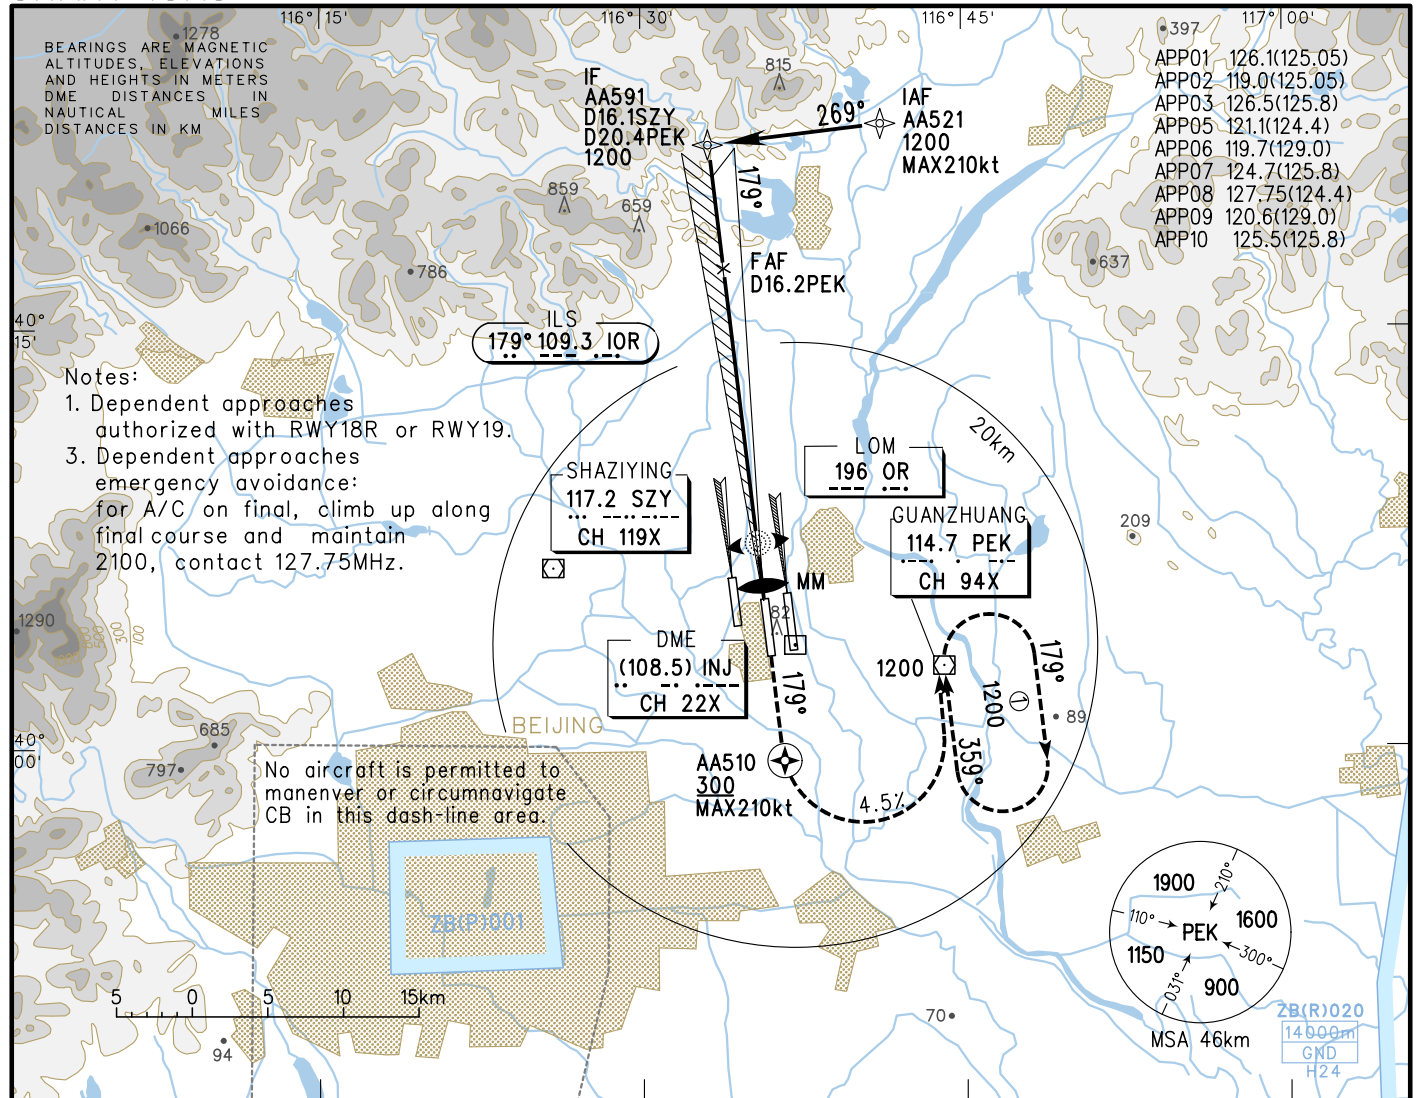 116° 15'
116° 30'
116° 45'
117° 00'
BEARINGS ARE MAGNETIC
ALTITUDES, ELEVATIONS
AND HEIGHTS IN METERS
DME DISTANCES IN
NAUTICAL MILES
DISTANCES IN KM
1278
815
397
IF
AA591
D16.1SZY
D20.4PEK
1200
269°
IAF
AA521
1200
MAX210kt
APP01 126.1(125.05)
APP02 119.0(125.05)
APP03 126.5(125.8)
APP05 121.1(124.4)
APP06 119.7(129.0)
APP07 124.7(125.8)
APP08 127.75(124.4)
APP09 120.6(129.0)
APP10 125.5(125.8)
179°
859
659
1066
786
637
FAF
D16.2PEK
40°
15'
ILS
179° 109.3 IOR
Notes:
1. Dependent approaches
authorized with RWY18R or RWY19.
3. Dependent approaches
emergency avoidance:
for A/C on final, climb up along
final course and maintain
2100, contact 127.75MHz.
20km
LOM
196 OR
SHAZIYING
117.2 SZY
CH 119X
GUANZHUANG
114.7 PEK
CH 94X
209
MM
82
1290
500
300
100
DME
(108.5) INJ
CH 22X
179°
1200
179°
1200
1
359°
89
BEIJING
685
797
40°
00'
No aircraft is permitted to
manenver or circumnavigate
CB in this dash-line area.
AA510
300
MAX210kt
4.5%
ZB(P)001
1900
210°
110°
PEK
1600
1150
300°
031°
900
MSA 46km
5 0 5 10 15km
94
70
ZB(R)020
14000m
GND
H24